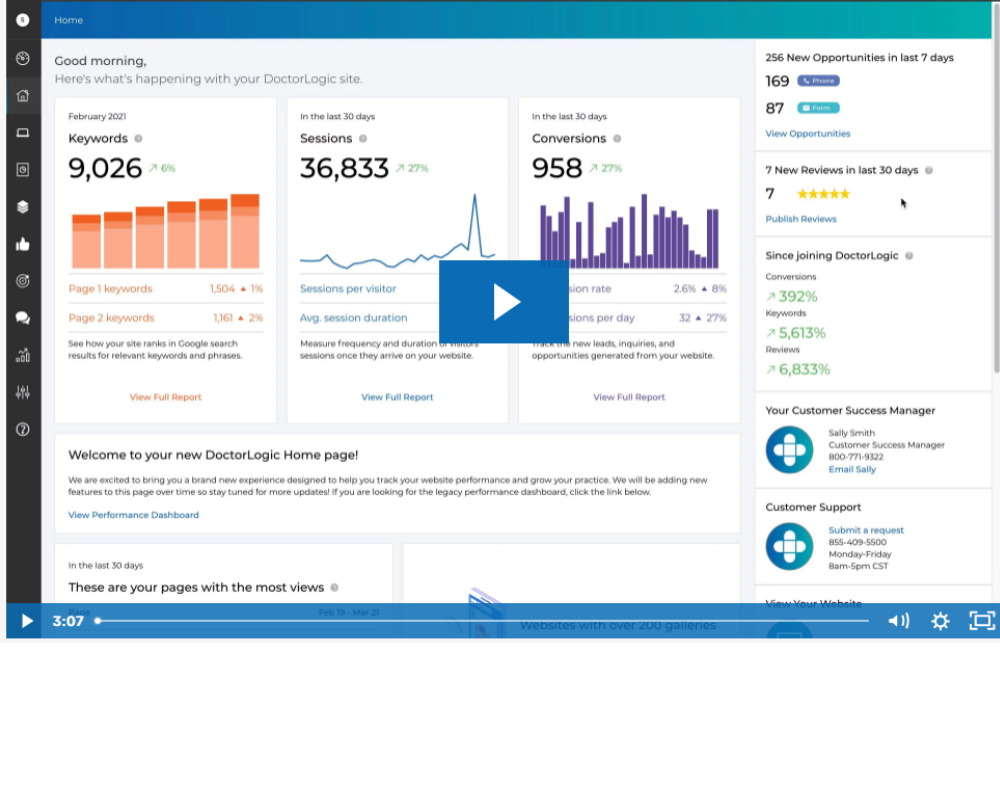 S
Home
Good morning,
Here's what's happening with your DoctorLogic site.
February 2021
Keywords
9,026
6%
Page 1 keywords 1,504 1%
Page 2 keywords 1,161 2%
See how your site ranks in Google search
results for relevant keywords and phrases.
View Full Report
In the last 30 days
Sessions
36,833
27%
Sessions per visitor
Avg. session duration
Measure frequency and duration of visitors
sessions once they arrive on your website.
View Full Report
In the last 30 days
Conversions
958
27%
sion rate 2.6% 8%
sions per day 32 27%
Track the new leads, inquiries, and
opportunities generated from your website.
View Full Report
Welcome to your new DoctorLogic Home page!
We are excited to bring you a brand new experience designed to help you track your website performance and grow your practice. We will be adding new
features to this page over time so stay tuned for more updates! If you are looking for the legacy performance dashboard, click the link below.
View Performance Dashboard
In the last 30 days
These are your pages with the most views
Page Feb 19 - Mar 21
Websites with over 200 galleries
256 New Opportunities in last 7 days
169 Phone
87 Form
View Opportunities
7 New Reviews in last 30 days
7
Publish Reviews
Since joining DoctorLogic
Conversions
392%
Keywords
5,613%
Reviews
6,833%
Your Customer Success Manager
Sally Smith
Customer Success Manager
800-771-9322
Email Sally
Customer Support
Submit a request
855-409-5500
Monday-Friday
8am-5pm CST
View Your Website
3:07